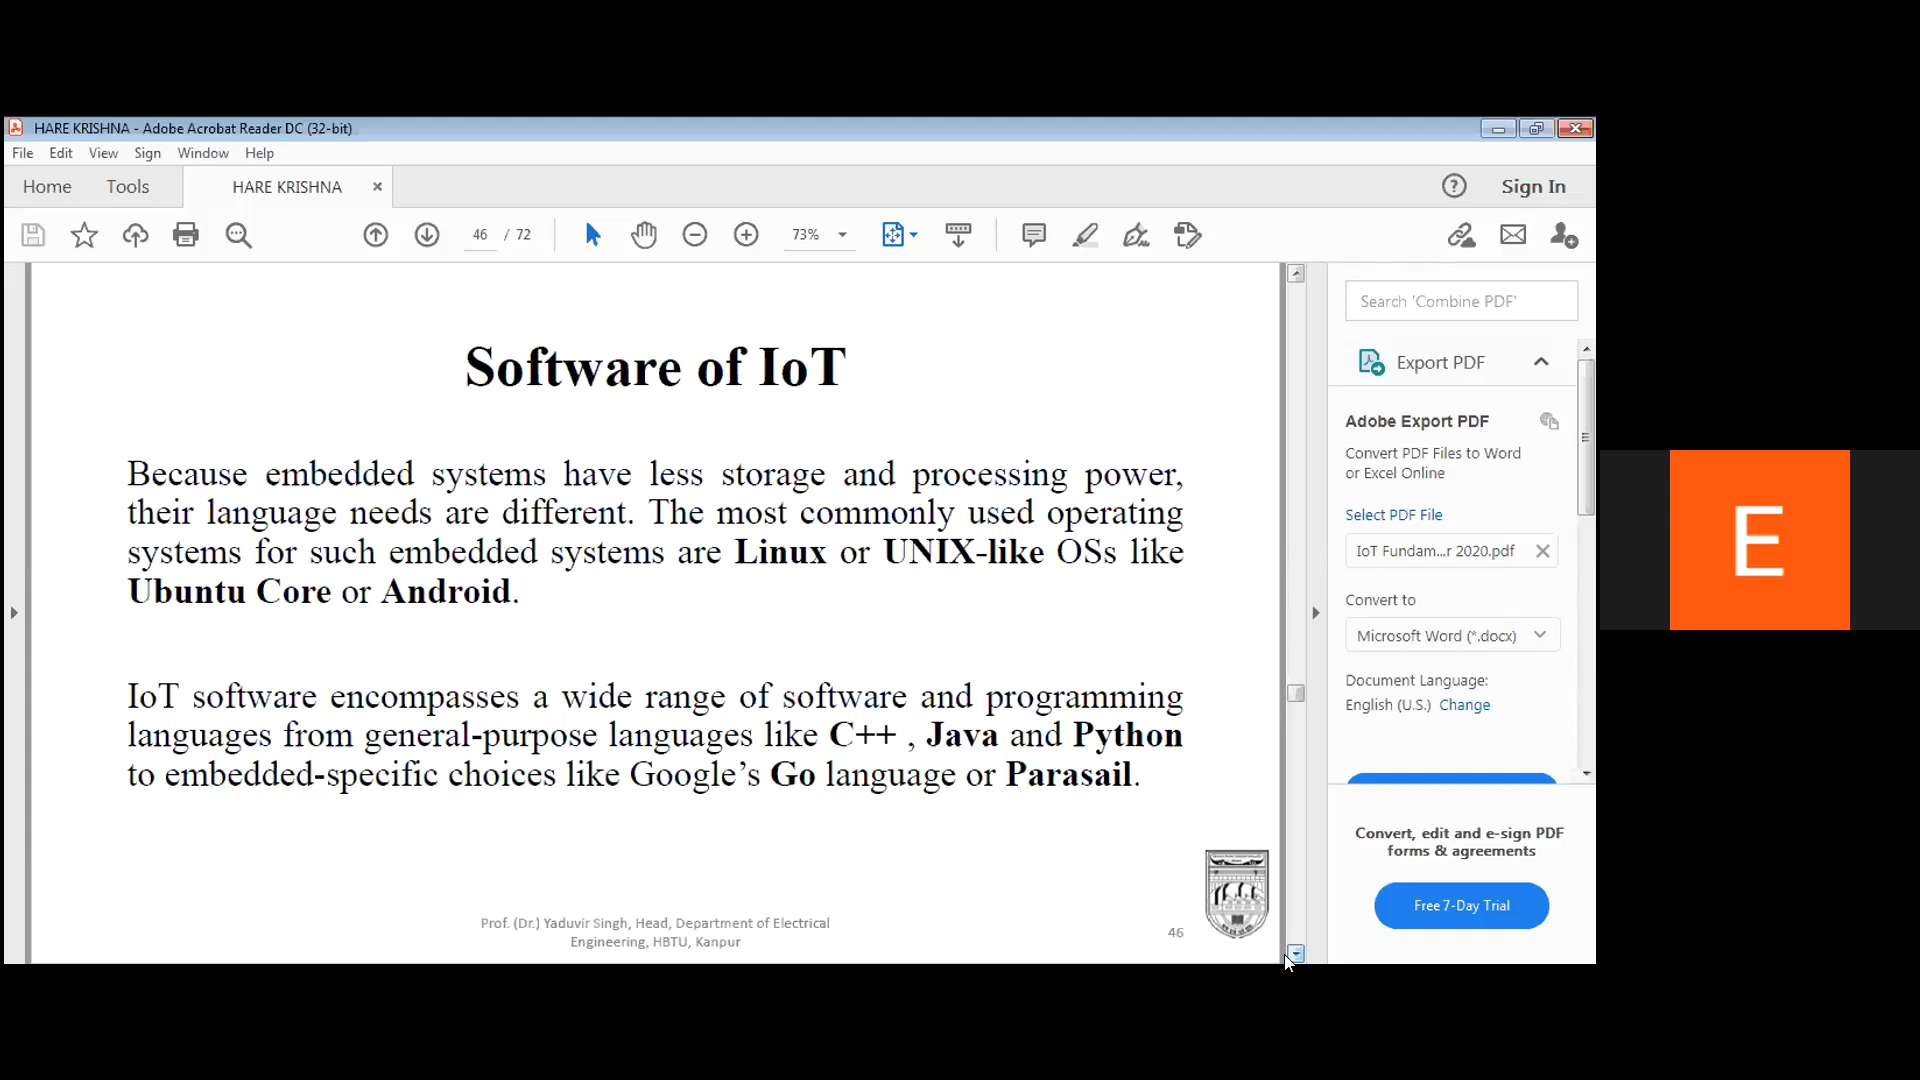 HARE KRISHNA - Adobe Acrobat Reader DC (32-bit)
File Edit View Sign Window Help
Home Tools HARE KRISHNA Sign In
46 / 72 73%
Search 'Combine PDF'
Software of IoT
Export PDF
Adobe Export PDF
Convert PDF Files to Word
or Excel Online
Because embedded systems have less storage and processing power,
their language needs are different. The most commonly used operating
systems for such embedded systems are Linux or UNIX-like OSs like
Ubuntu Core or Android.
Select PDF File
IoT Fundam...r 2020.pdf
Convert to
Microsoft Word (*.docx)
Document Language:
English (U.S.) Change
IoT software encompasses a wide range of software and programming
languages from general-purpose languages like C++ , Java and Python
to embedded-specific choices like Google’s Go language or Parasail.
Convert, edit and e-sign PDF
forms & agreements
Free 7-Day Trial
Prof. (Dr.) Yaduvir Singh, Head, Department of Electrical
Engineering, HBTU, Kanpur
46
E